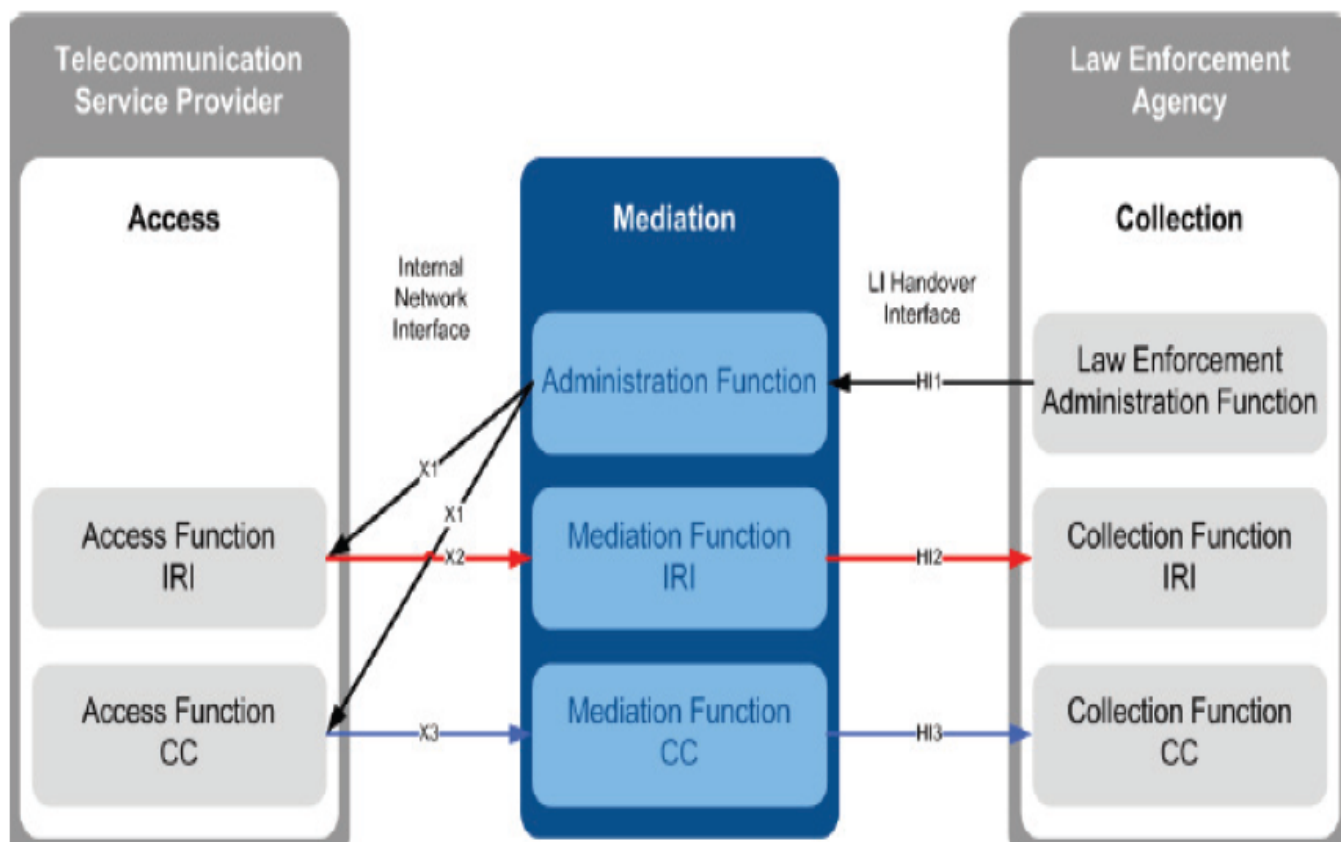 Telecommunication
Service Provider
Access
Internal
Network
Interface
Mediation
LI Handover
Interface
Law Enforcement
Agency
Collection
Administration Function
HI1
Law Enforcement
Administration Function
X1
X1
Access Function
IRI
X2
Mediation Function
IRI
HI2
Collection Function
IRI
Access Function
CC
X3
Mediation Function
CC
HI3
Collection Function
CC